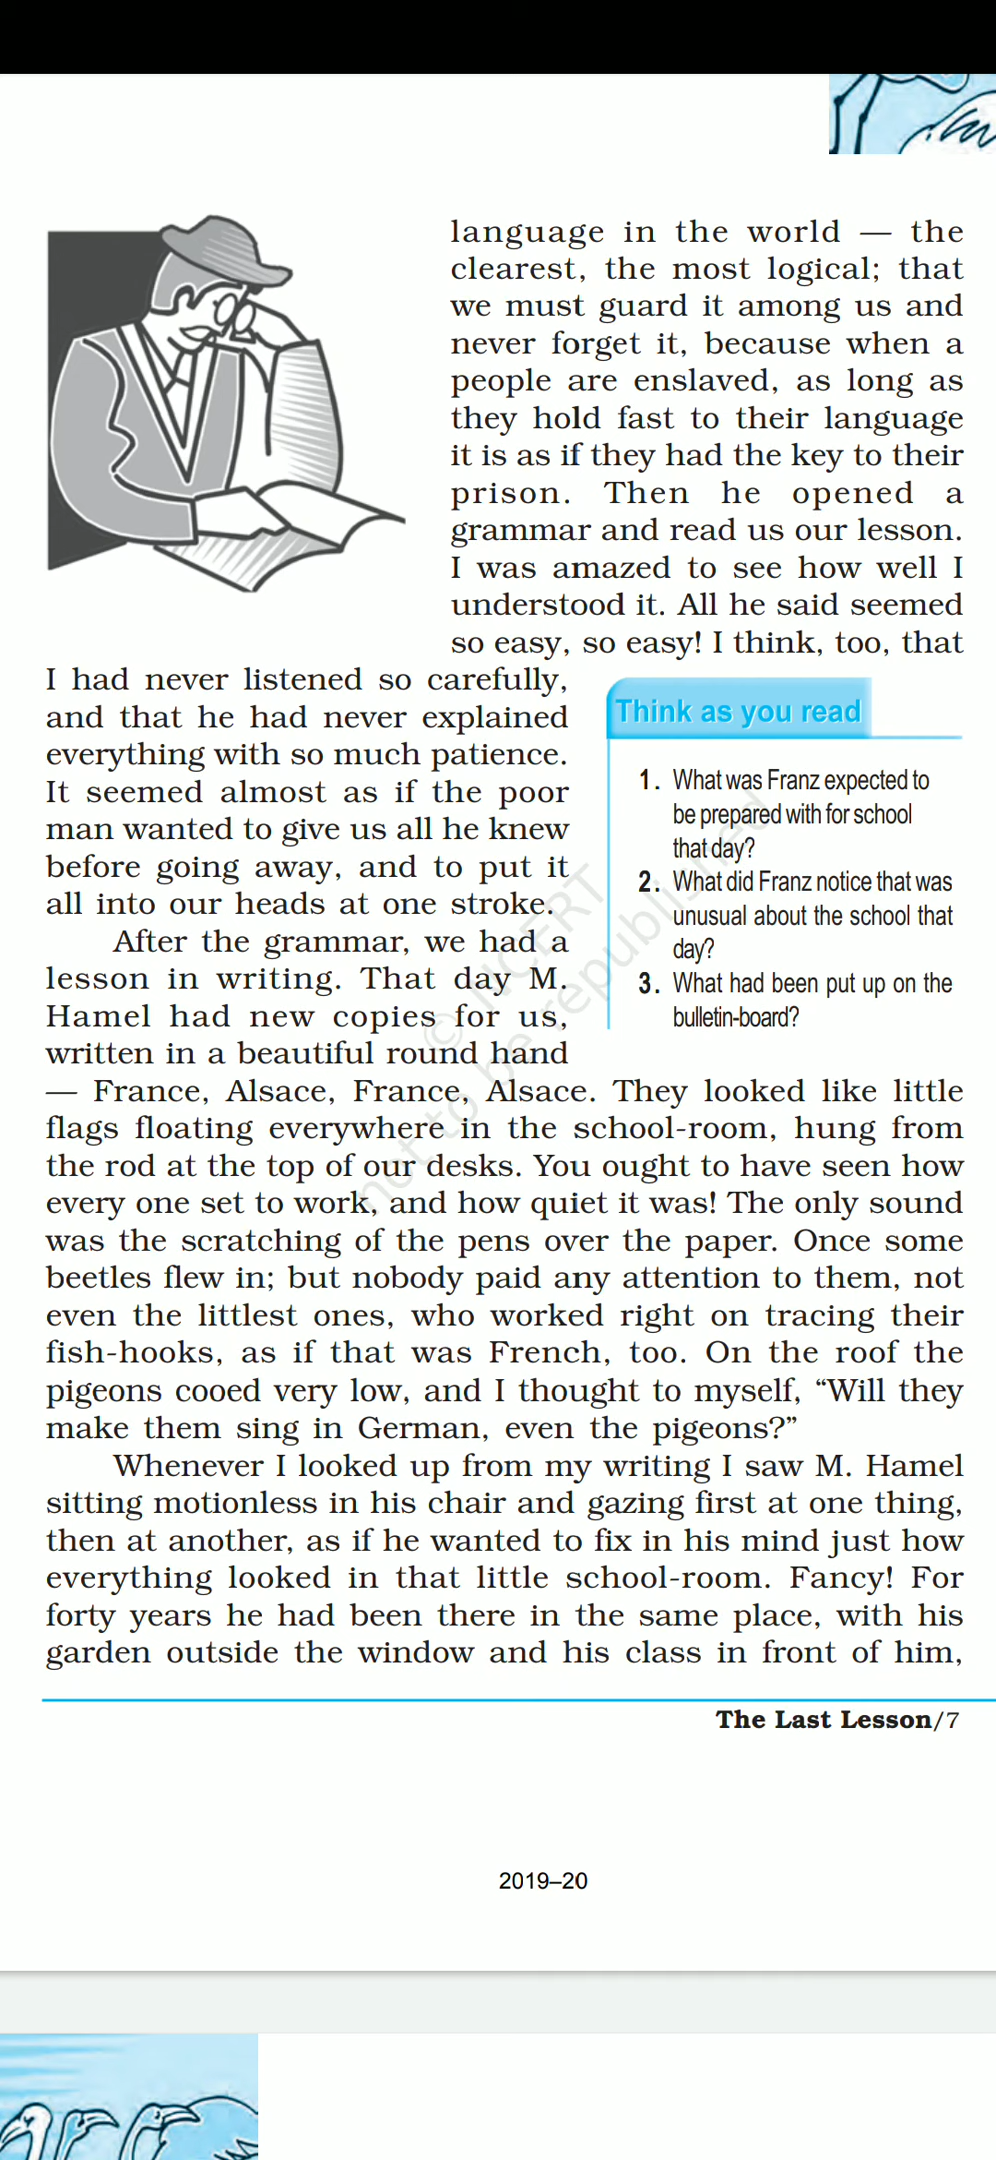 language in the world — the
clearest, the most logical; that
we must guard it among us and
never forget it, because when a
people are enslaved, as long as
they hold fast to their language
it is as if they had the key to their
prison. Then he opened a
grammar and read us our lesson.
I was amazed to see how well I
understood it. All he said seemed
so easy, so easy! I think, too, that
I had never listened so carefully,
and that he had never explained
everything with so much patience.
It seemed almost as if the poor
man wanted to give us all he knew
before going away, and to put it
all into our heads at one stroke.
After the grammar, we had a
lesson in writing. That day M.
Hamel had new copies for us,
written in a beautiful round hand
Think as you read
1. What was Franz expected to
be prepared with for school
that day?
2. What did Franz notice that was
unusual about the school that
day?
3. What had been put up on the
bulletin-board?
— France, Alsace, France, Alsace. They looked like little
flags floating everywhere in the school-room, hung from
the rod at the top of our desks. You ought to have seen how
every one set to work, and how quiet it was! The only sound
was the scratching of the pens over the paper. Once some
beetles flew in; but nobody paid any attention to them, not
even the littlest ones, who worked right on tracing their
fish-hooks, as if that was French, too. On the roof the
pigeons cooed very low, and I thought to myself, “Will they
make them sing in German, even the pigeons?”
Whenever I looked up from my writing I saw M. Hamel
sitting motionless in his chair and gazing first at one thing,
then at another, as if he wanted to fix in his mind just how
everything looked in that little school-room. Fancy! For
forty years he had been there in the same place, with his
garden outside the window and his class in front of him,
The Last Lesson/7
2019–20
© NCERT
not to be republished